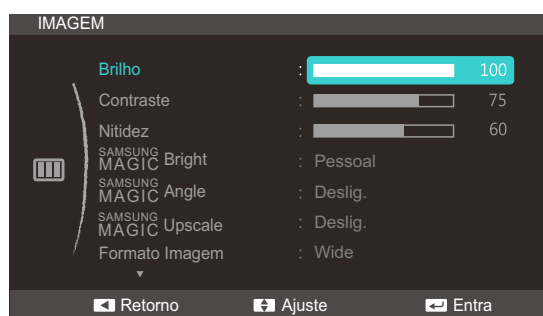 IMAGEM
Brilho : 100
Contraste : 75
Nitidez : 60
SAMSUNG MAGIC Bright : Pessoal
SAMSUNG MAGIC Angle : Deslig.
SAMSUNG MAGIC Upscale : Deslig.
Formato Imagem : Wide
Retorno Ajuste Entra